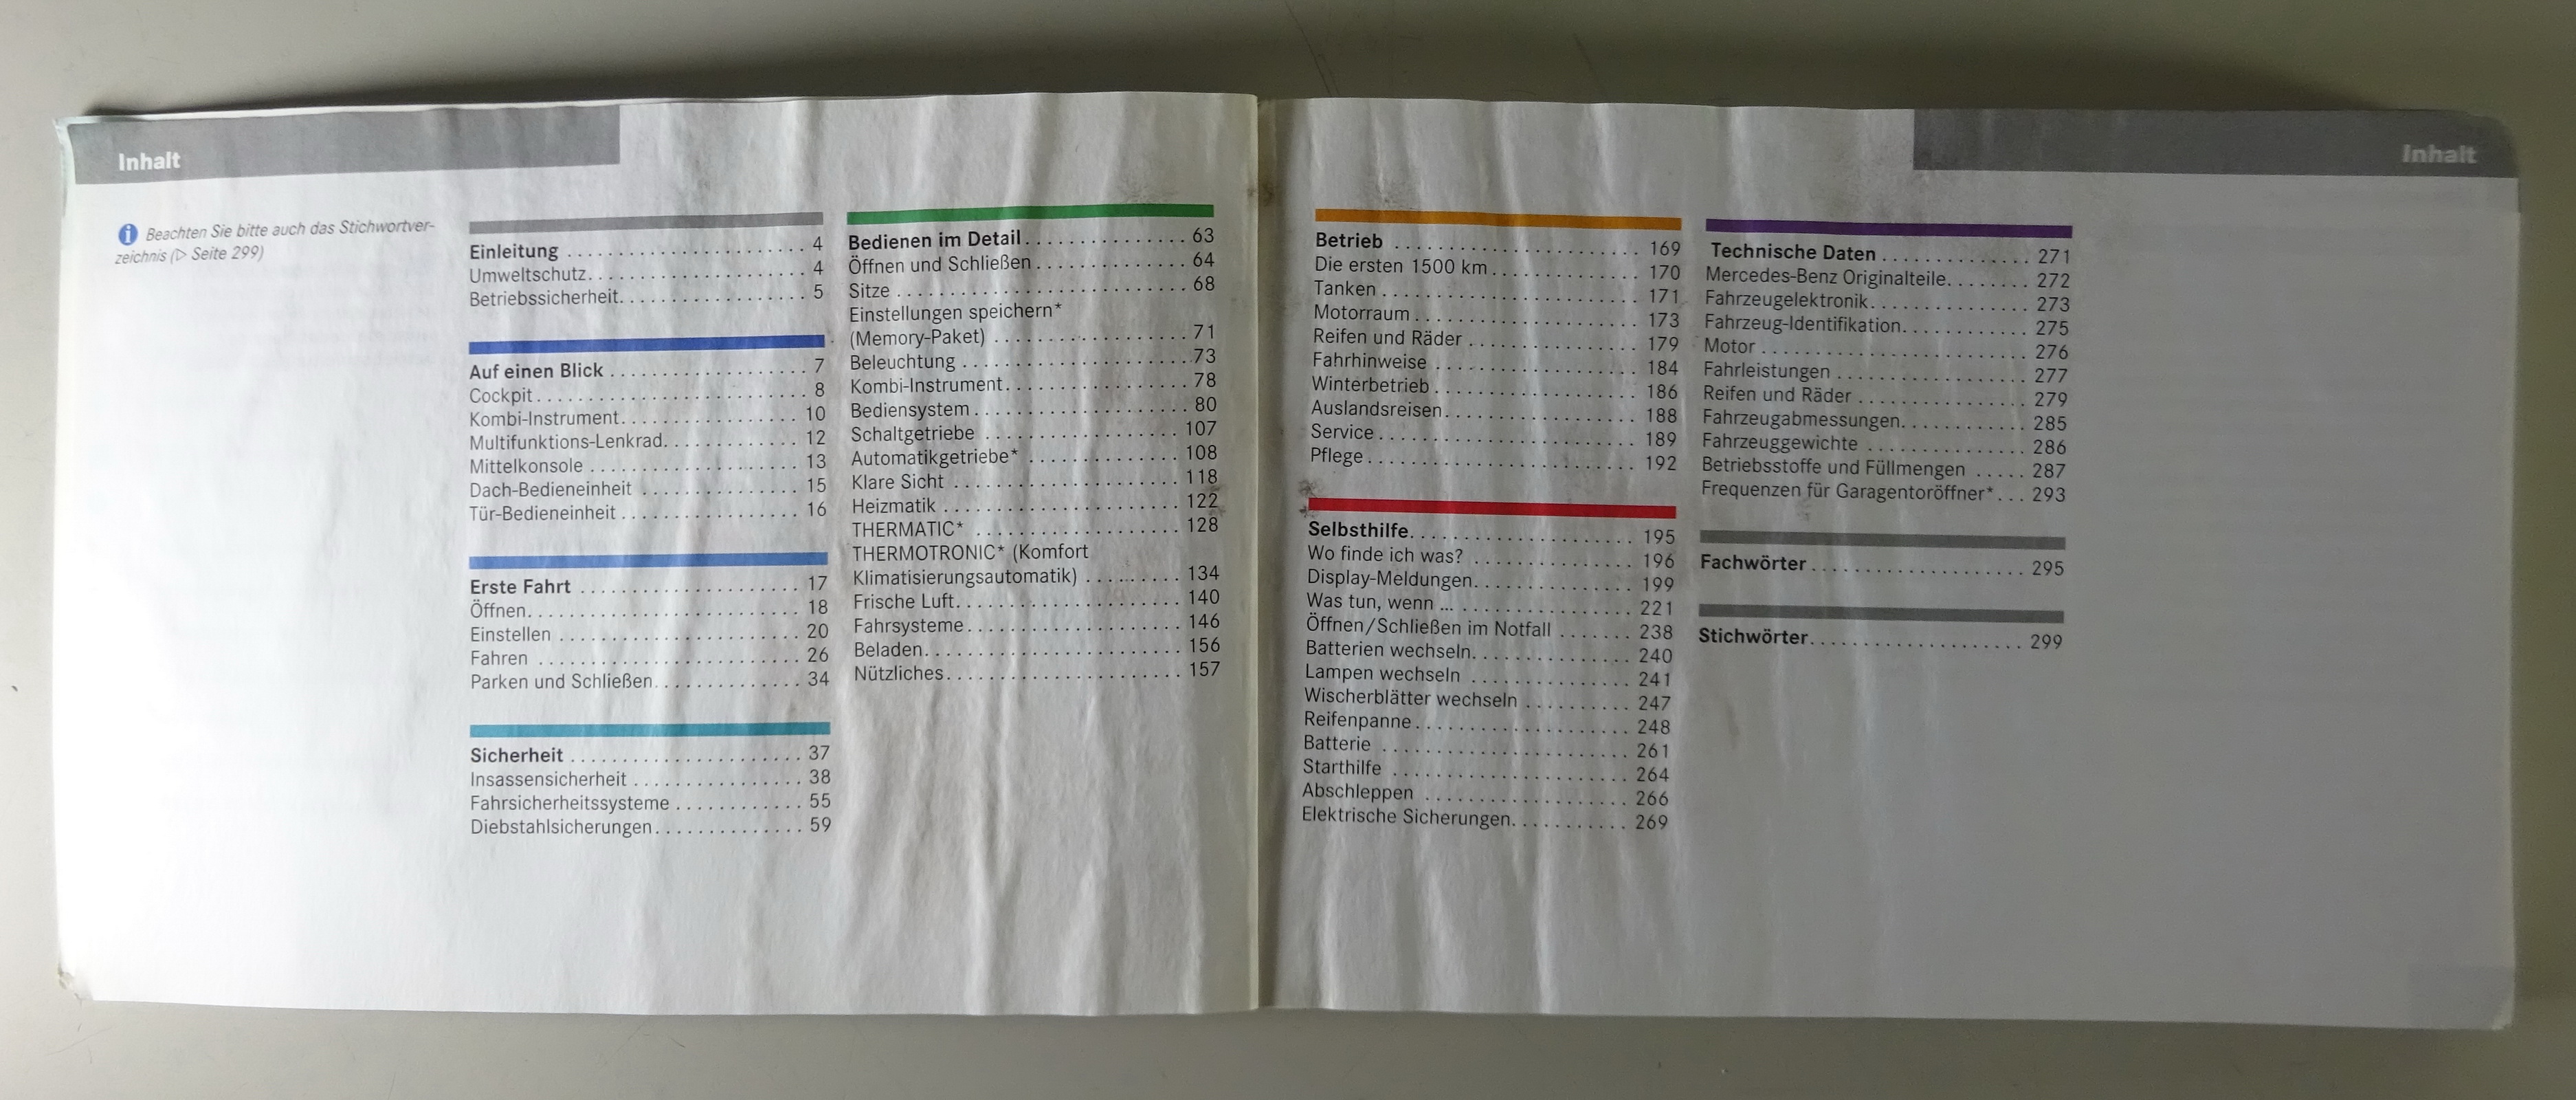 Inhalt
Beachten Sie bitte auch das Stichwortver-
zeichnis (▷ Seite 299)
Einleitung . . . . . . . . . . . . . . . . . . . . . . 4
Umweltschutz. . . . . . . . . . . . . . . . . . . . 4
Betriebssicherheit. . . . . . . . . . . . . . . . . 5
Auf einen Blick . . . . . . . . . . . . . . . . . . 7
Cockpit. . . . . . . . . . . . . . . . . . . . . . . . . 8
Kombi-Instrument. . . . . . . . . . . . . . . . 10
Multifunktions-Lenkrad. . . . . . . . . . . . 12
Mittelkonsole . . . . . . . . . . . . . . . . . . . 13
Dach-Bedieneinheit . . . . . . . . . . . . . . 15
Tür-Bedieneinheit . . . . . . . . . . . . . . . . 16
Erste Fahrt . . . . . . . . . . . . . . . . . . . . 17
Öffnen. . . . . . . . . . . . . . . . . . . . . . . . . 18
Einstellen . . . . . . . . . . . . . . . . . . . . . . 20
Fahren . . . . . . . . . . . . . . . . . . . . . . . . 26
Parken und Schließen. . . . . . . . . . . . . 34
Sicherheit . . . . . . . . . . . . . . . . . . . . . 37
Insassensicherheit . . . . . . . . . . . . . . . 38
Fahrsicherheitssysteme . . . . . . . . . . . 55
Diebstahlsicherungen. . . . . . . . . . . . . 59
Bedienen im Detail. . . . . . . . . . . . . . . 63
Öffnen und Schließen . . . . . . . . . . . . . 64
Sitze . . . . . . . . . . . . . . . . . . . . . . . . . 68
Einstellungen speichern*
(Memory-Paket) . . . . . . . . . . . . . . . . . 71
Beleuchtung . . . . . . . . . . . . . . . . . . . . 73
Kombi-Instrument. . . . . . . . . . . . . . . . 78
Bediensystem . . . . . . . . . . . . . . . . . . . 80
Schaltgetriebe . . . . . . . . . . . . . . . . . 107
Automatikgetriebe* . . . . . . . . . . . . . . 108
Klare Sicht . . . . . . . . . . . . . . . . . . . . 118
Heizmatik . . . . . . . . . . . . . . . . . . . . . 122
THERMATIC* . . . . . . . . . . . . . . . . . . 128
THERMOTRONIC* (Komfort
Klimatisierungsautomatik) . . . . . . . . . 134
Frische Luft. . . . . . . . . . . . . . . . . . . . 140
Fahrsysteme. . . . . . . . . . . . . . . . . . . 146
Beladen. . . . . . . . . . . . . . . . . . . . . . . 156
Nützliches. . . . . . . . . . . . . . . . . . . . . 157
Inhalt
Betrieb . . . . . . . . . . . . . . . . . . . . . . 169
Die ersten 1500 km . . . . . . . . . . . . . 170
Tanken . . . . . . . . . . . . . . . . . . . . . . . 171
Motorraum . . . . . . . . . . . . . . . . . . . . 173
Reifen und Räder . . . . . . . . . . . . . . . 179
Fahrhinweise . . . . . . . . . . . . . . . . . . 184
Winterbetrieb . . . . . . . . . . . . . . . . . . 186
Auslandsreisen. . . . . . . . . . . . . . . . . 188
Service . . . . . . . . . . . . . . . . . . . . . . . 189
Pflege . . . . . . . . . . . . . . . . . . . . . . . . 192
Selbsthilfe. . . . . . . . . . . . . . . . . . . . 195
Wo finde ich was? . . . . . . . . . . . . . . 196
Display-Meldungen. . . . . . . . . . . . . . 199
Was tun, wenn ... . . . . . . . . . . . . . . . 221
Öffnen/Schließen im Notfall . . . . . . . 238
Batterien wechseln. . . . . . . . . . . . . . 240
Lampen wechseln . . . . . . . . . . . . . . 241
Wischerblätter wechseln . . . . . . . . . . 247
Reifenpanne . . . . . . . . . . . . . . . . . . . 248
Batterie . . . . . . . . . . . . . . . . . . . . . . 261
Starthilfe . . . . . . . . . . . . . . . . . . . . . 264
Abschleppen . . . . . . . . . . . . . . . . . . 266
Elektrische Sicherungen. . . . . . . . . . . 269
Technische Daten . . . . . . . . . . . . . . 271
Mercedes-Benz Originalteile. . . . . . . . 272
Fahrzeugelektronik. . . . . . . . . . . . . . . 273
Fahrzeug-Identifikation. . . . . . . . . . . . 275
Motor . . . . . . . . . . . . . . . . . . . . . . . . 276
Fahrleistungen . . . . . . . . . . . . . . . . . 277
Reifen und Räder . . . . . . . . . . . . . . . 279
Fahrzeugabmessungen. . . . . . . . . . . . 285
Fahrzeuggewichte . . . . . . . . . . . . . . . 286
Betriebsstoffe und Füllmengen . . . . . 287
Frequenzen für Garagentoröffner* . . . 293
Fachwörter . . . . . . . . . . . . . . . . . . . . 295
Stichwörter. . . . . . . . . . . . . . . . . . . . 299